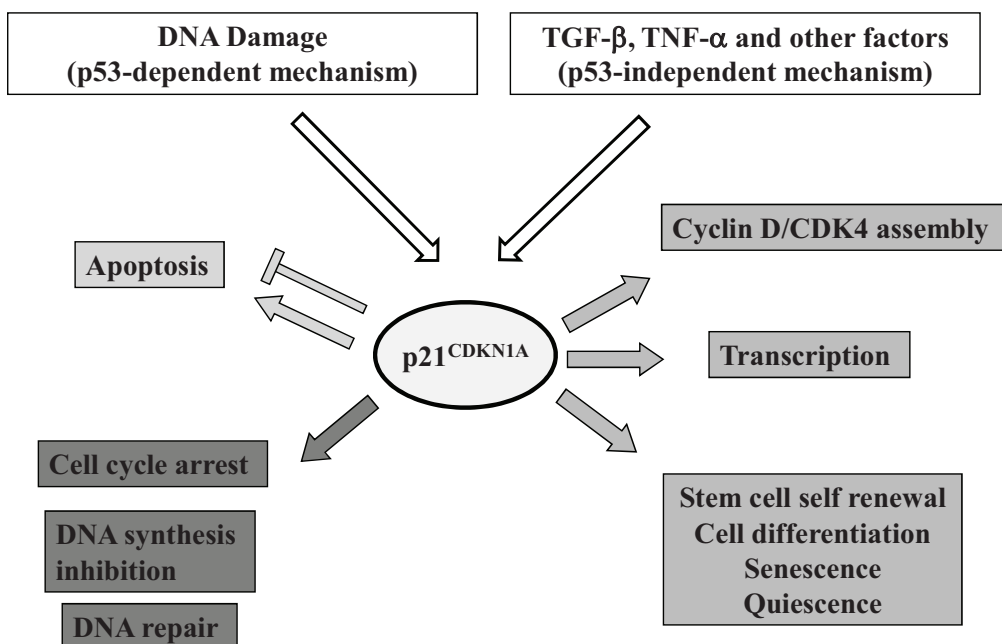 DNA Damage
(p53-dependent mechanism)
TGF-β, TNF-α and other factors
(p53-independent mechanism)
Cyclin D/CDK4 assembly
Apoptosis
p21CDKN1A
Transcription
Cell cycle arrest
DNA synthesis
inhibition
DNA repair
Stem cell self renewal
Cell differentiation
Senescence
Quiescence